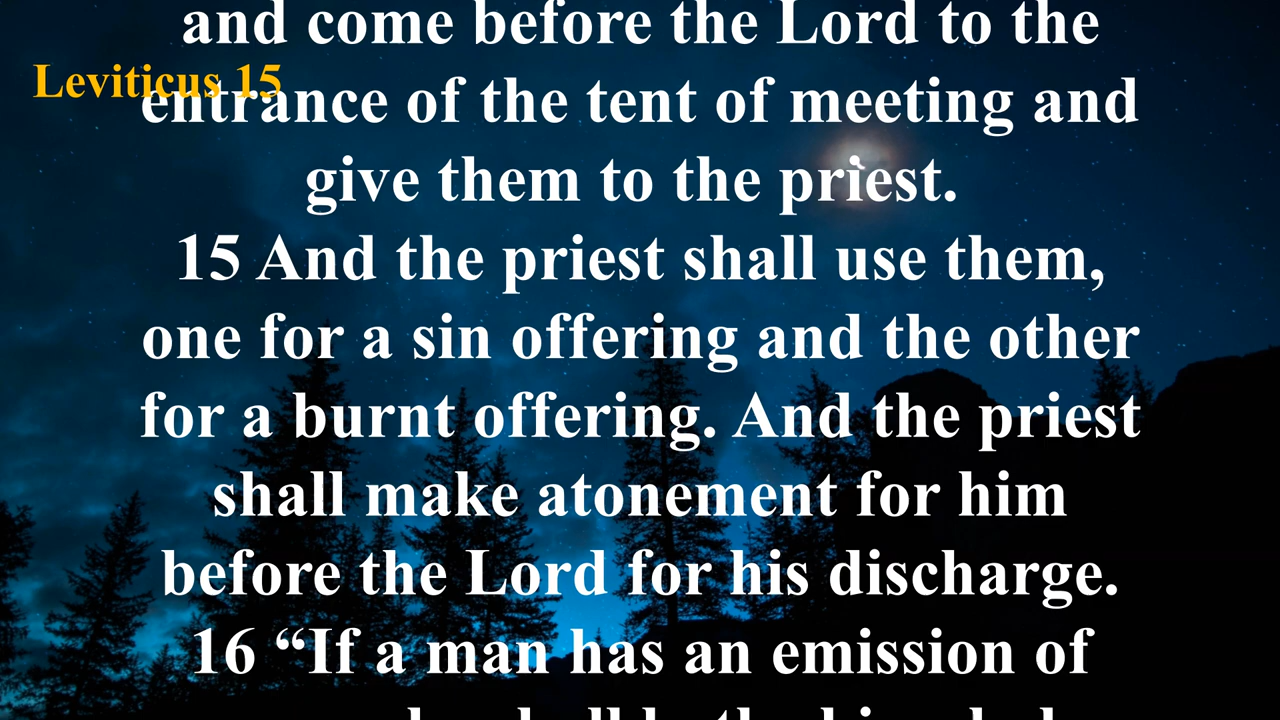 and come before the Lord to the
Leviticus 15
entrance of the tent of meeting and
give them to the priest.
15 And the priest shall use them,
one for a sin offering and the other
for a burnt offering. And the priest
shall make atonement for him
before the Lord for his discharge.
16 “If a man has an emission of